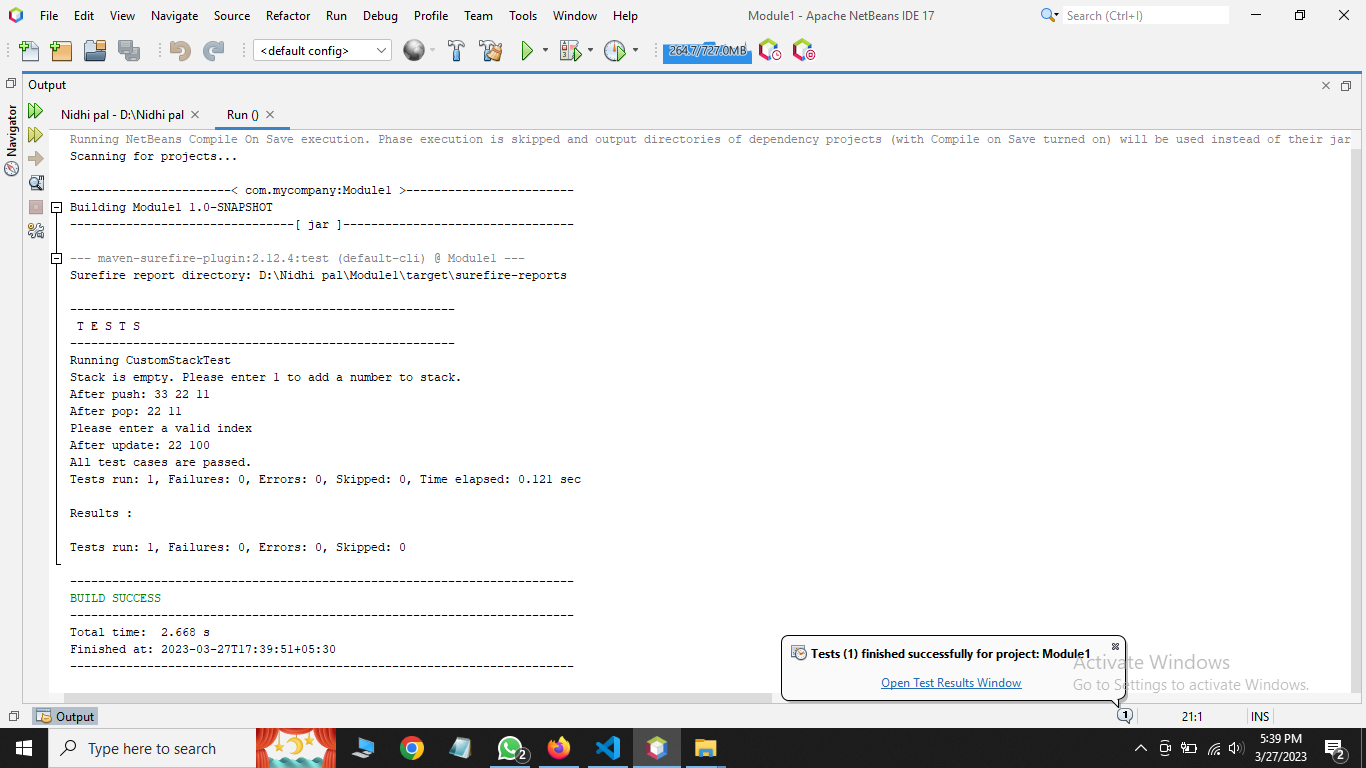 File Edit View Navigate Source Refactor Run Debug Profile Team Tools Window Help
Module1 - Apache NetBeans IDE 17
Search (Ctrl+I)
<default config>
264.7/727.0MB
Output
Navigator
Nidhi pal - D:\Nidhi pal
Run ()
Running NetBeans Compile On Save execution. Phase execution is skipped and output directories of dependency projects (with Compile on Save turned on) will be used instead of their jar
Scanning for projects...
-----------------------< com.mycompany:Module1 >------------------------
Building Module1 1.0-SNAPSHOT
--------------------------------[ jar ]---------------------------------
--- maven-surefire-plugin:2.12.4:test (default-cli) @ Module1 ---
Surefire report directory: D:\Nidhi pal\Module1\target\surefire-reports
-------------------------------------------------------
T E S T S
-------------------------------------------------------
Running CustomStackTest
Stack is empty. Please enter 1 to add a number to stack.
After push: 33 22 11
After pop: 22 11
Please enter a valid index
After update: 22 100
All test cases are passed.
Tests run: 1, Failures: 0, Errors: 0, Skipped: 0, Time elapsed: 0.121 sec
Results :
Tests run: 1, Failures: 0, Errors: 0, Skipped: 0
------------------------------------------------------------------------
BUILD SUCCESS
------------------------------------------------------------------------
Total time:  2.668 s
Finished at: 2023-03-27T17:39:51+05:30
------------------------------------------------------------------------
Tests (1) finished successfully for project: Module1
Open Test Results Window
Activate Windows
Go to Settings to activate Windows.
Output
1
21:1
INS
Type here to search
2
5:39 PM
3/27/2023
2